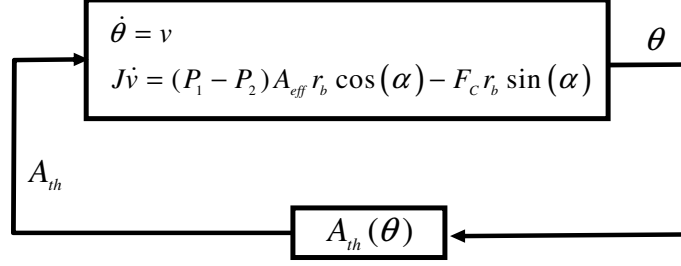 θ̇ = v
Jv̇ = (P₁ − P₂) A_eff r_b cos(α) − F_C r_b sin(α)
θ
A_th
A_th(θ)